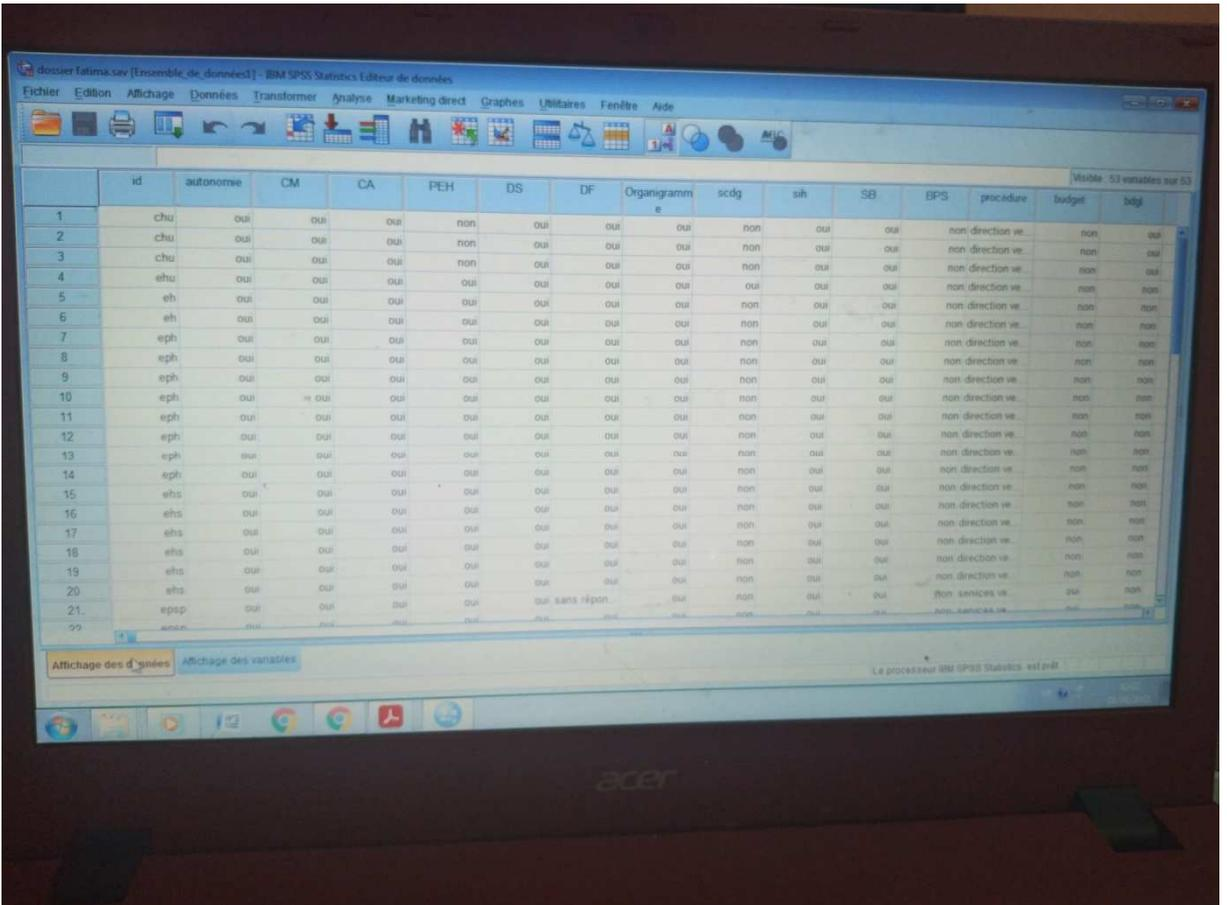 dossier fatima.sav [Ensemble_de_données1] - IBM SPSS Statistics Editeur de données
Fichier Edition Affichage Données Transformer Analyse Marketing direct Graphes Utilitaires Fenêtre Aide
Visible : 53 variables sur 53
id autonomie CM CA PEH DS DF Organigramme scdg sih SB BPS procédure budget bdgl
1 chu oui oui oui non oui oui oui non oui oui non direction ve... non oui
2 chu oui oui oui non oui oui oui non oui oui non direction ve... non oui
3 chu oui oui oui non oui oui oui non oui oui non direction ve... non oui
4 ehu oui oui oui oui oui oui oui oui oui oui non direction ve... non non
5 eh oui oui oui oui oui oui oui non oui oui non direction ve... non non
6 eh oui oui oui oui oui oui oui non oui oui non direction ve... non non
7 eph oui oui oui oui oui oui oui non oui oui non direction ve... non non
8 eph oui oui oui oui oui oui oui non oui oui non direction ve... non non
9 eph oui oui oui oui oui oui oui non oui oui non direction ve... non non
10 eph oui oui oui oui oui oui oui non oui oui non direction ve... non non
11 eph oui oui oui oui oui oui oui non oui oui non direction ve... non non
12 eph oui oui oui oui oui oui oui non oui oui non direction ve... non non
13 eph oui oui oui oui oui oui oui non oui oui non direction ve... non non
14 eph oui oui oui oui oui oui oui non oui oui non direction ve... non non
15 ehs oui oui oui oui oui oui oui non oui oui non direction ve... non non
16 ehs oui oui oui oui oui oui oui non oui oui non direction ve... non non
17 ehs oui oui oui oui oui oui oui non oui oui non direction ve... non non
18 ehs oui oui oui oui oui oui oui non oui oui non direction ve... non non
19 ehs oui oui oui oui oui oui oui non oui oui non direction ve... non non
20 ehs oui oui oui oui oui oui oui non oui oui non direction ve... non non
21 epsp oui oui oui oui oui sans répon... oui non oui oui non services ve... oui non
22
Affichage des données Affichage des variables
Le processeur IBM SPSS Statistics est prêt
acer